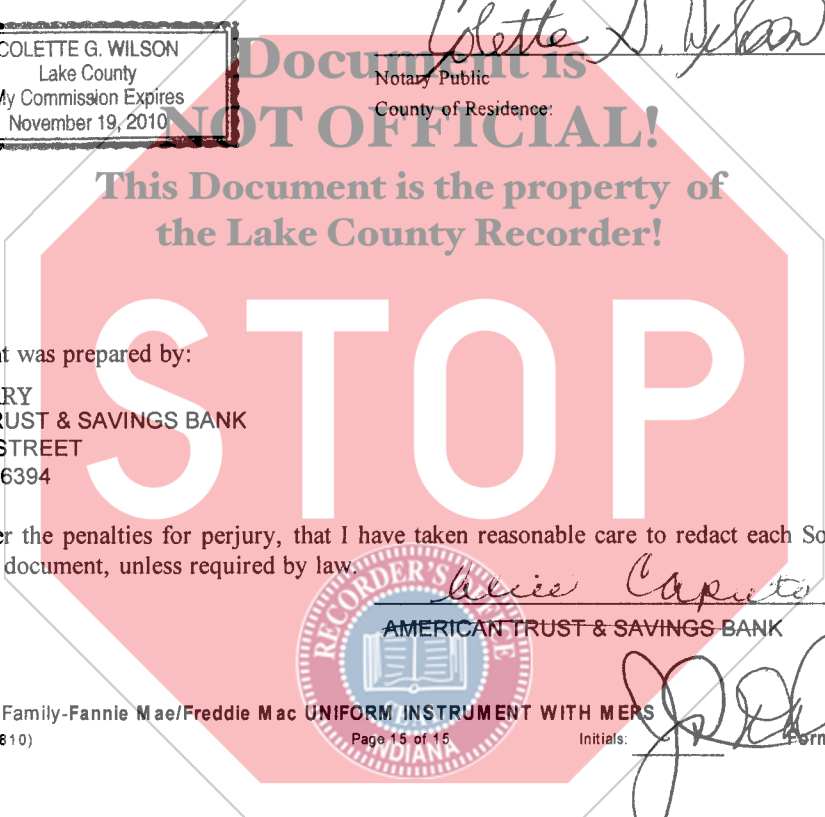 Colette G. Wilson
COLETTE G. WILSON
Lake County
My Commission Expires
November 19, 2010
Document is
Notary Public
NOT OFFICIAL!
County of Residence:
This Document is the property of
the Lake County Recorder!
STOP
t was prepared by:
RY
RUST & SAVINGS BANK
STREET
6394
er the penalties for perjury, that I have taken reasonable care to redact each So
document, unless required by law.
Caputo
AMERICAN TRUST & SAVINGS BANK
RECORDER'S OFFICE
Family-Fannie Mae/Freddie Mac UNIFORM INSTRUMENT WITH MERS
810) Page 15 of 15 Initials: Form
INDIANA